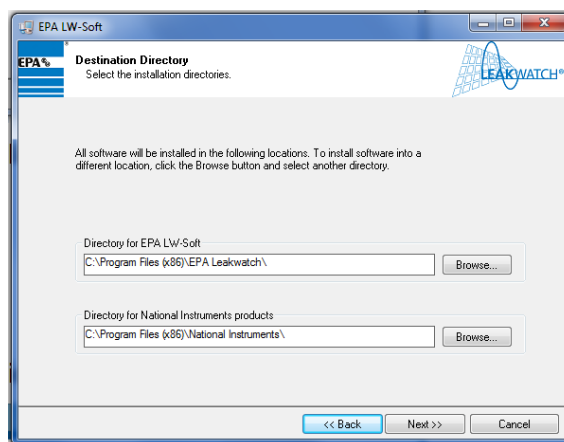 EPA LW-Soft
EPA%
Destination Directory
Select the installation directories.
LEAKWATCH®
All software will be installed in the following locations. To install software into a
different location, click the Browse button and select another directory.
Directory for EPA LW-Soft
C:\Program Files (x86)\EPA Leakwatch\
Browse...
Directory for National Instruments products
C:\Program Files (x86)\National Instruments\
Browse...
<< Back
Next >>
Cancel